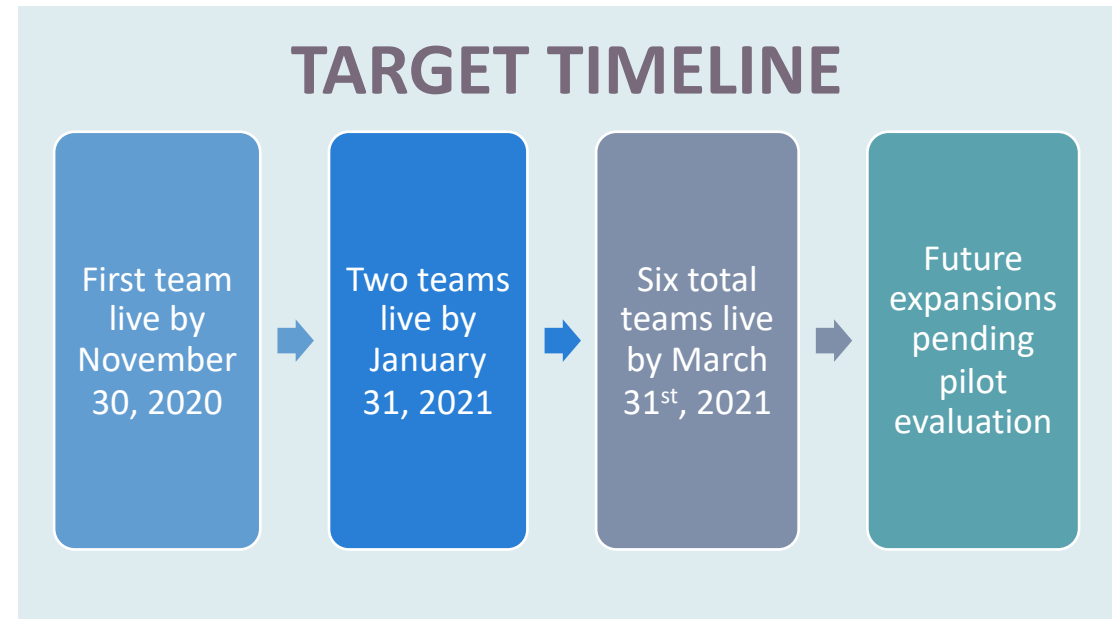 TARGET TIMELINE
First team
live by
November
30, 2020
Two teams
live by
January
31, 2021
Six total
teams live
by March
31st, 2021
Future
expansions
pending
pilot
evaluation